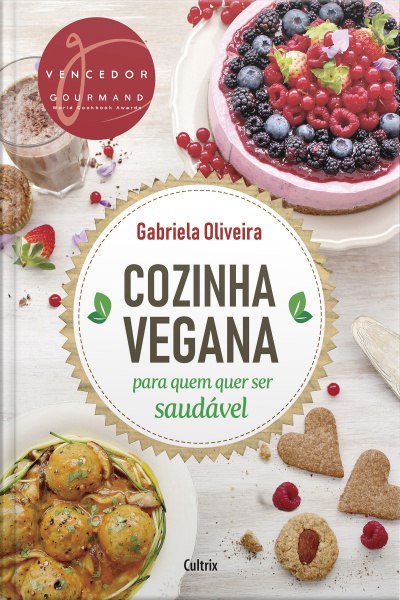 VENCEDOR
GOURMAND
World Cookbook Awards
Gabriela Oliveira
COZINHA
VEGANA
para quem quer ser
saudável
Cultrix